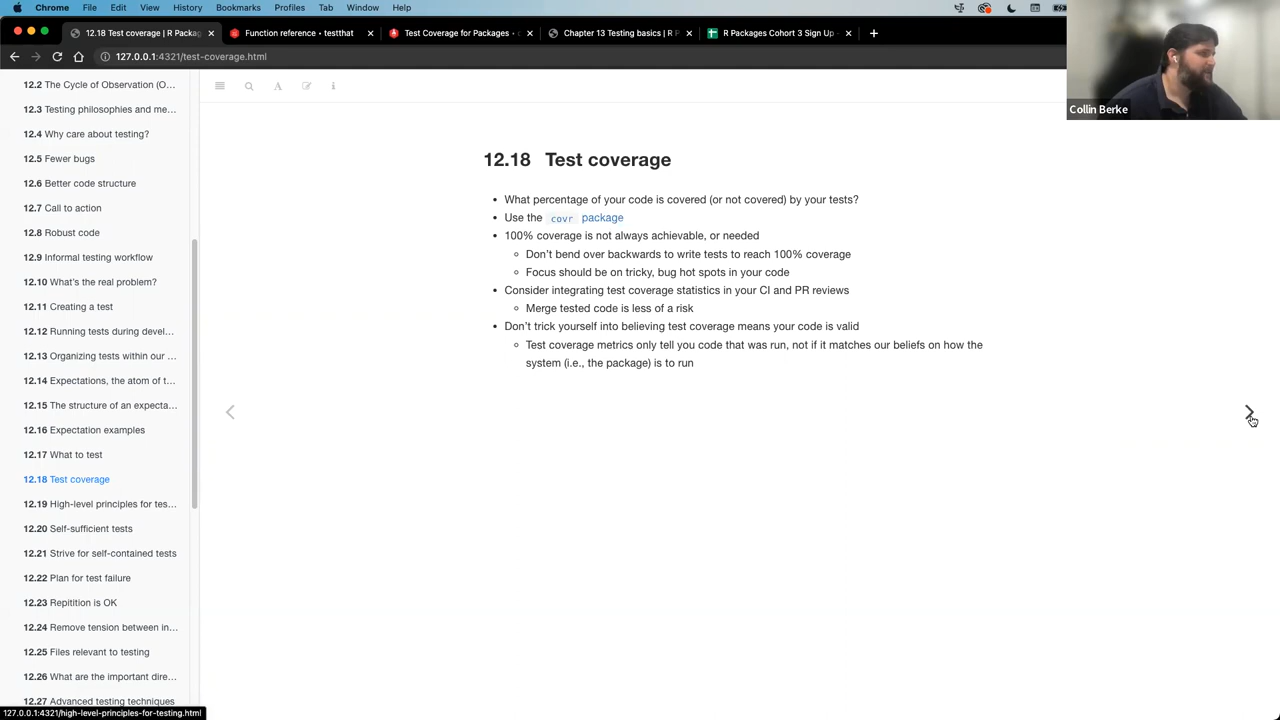 Chrome File Edit View History Bookmarks Profiles Tab Window Help
12.18 Test coverage | R Packag
Function reference • testthat
Test Coverage for Packages •
Chapter 13 Testing basics | R P
R Packages Cohort 3 Sign Up -
127.0.0.1:4321/test-coverage.html
Collin Berke
12.2 The Cycle of Observation (O...
12.3 Testing philosophies and me...
12.4 Why care about testing?
12.5 Fewer bugs
12.6 Better code structure
12.7 Call to action
12.8 Robust code
12.9 Informal testing workflow
12.10 What's the real problem?
12.11 Creating a test
12.12 Running tests during devel...
12.13 Organizing tests within our ...
12.14 Expectations, the atom of t...
12.15 The structure of an expecta...
12.16 Expectation examples
12.17 What to test
12.18 Test coverage
12.19 High-level principles for tes...
12.20 Self-sufficient tests
12.21 Strive for self-contained tests
12.22 Plan for test failure
12.23 Repitition is OK
12.24 Remove tension between in...
12.25 Files relevant to testing
12.26 What are the important dire...
12.27 Advanced testing techniques
127.0.0.1:4321/high-level-principles-for-testing.html
12.18 Test coverage
• What percentage of your code is covered (or not covered) by your tests?
• Use the covr package
• 100% coverage is not always achievable, or needed
◦ Don't bend over backwards to write tests to reach 100% coverage
◦ Focus should be on tricky, bug hot spots in your code
• Consider integrating test coverage statistics in your CI and PR reviews
◦ Merge tested code is less of a risk
• Don't trick yourself into believing test coverage means your code is valid
◦ Test coverage metrics only tell you code that was run, not if it matches our beliefs on how the
system (i.e., the package) is to run